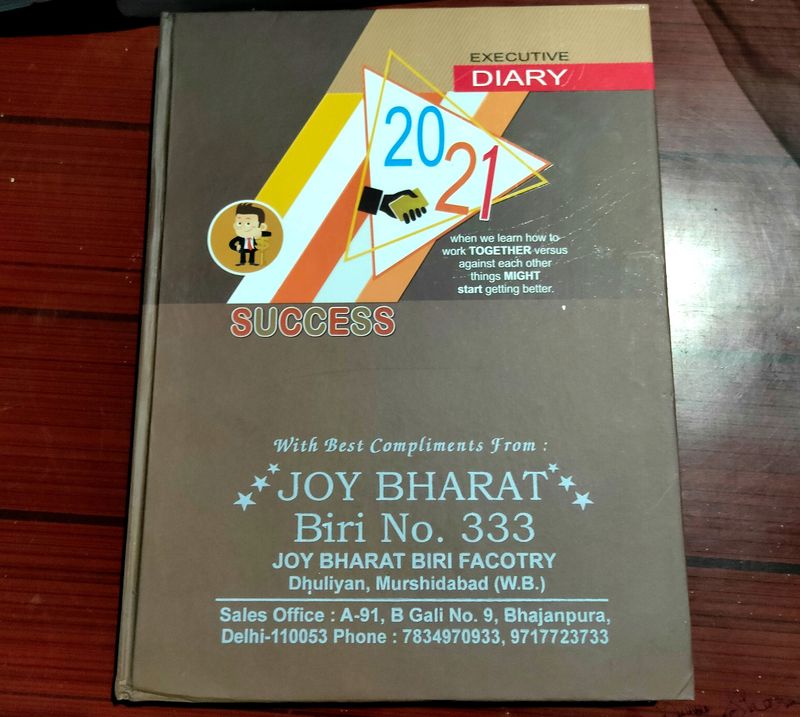 EXECUTIVE
DIARY
2021
when we learn how to
work TOGETHER versus
against each other
things MIGHT
start getting better.
SUCCESS
With Best Compliments From :
JOY BHARAT
Biri No. 333
JOY BHARAT BIRI FACOTRY
Dhuliyan, Murshidabad (W.B.)
Sales Office : A-91, B Gali No. 9, Bhajanpura,
Delhi-110053 Phone : 7834970933, 9717723733